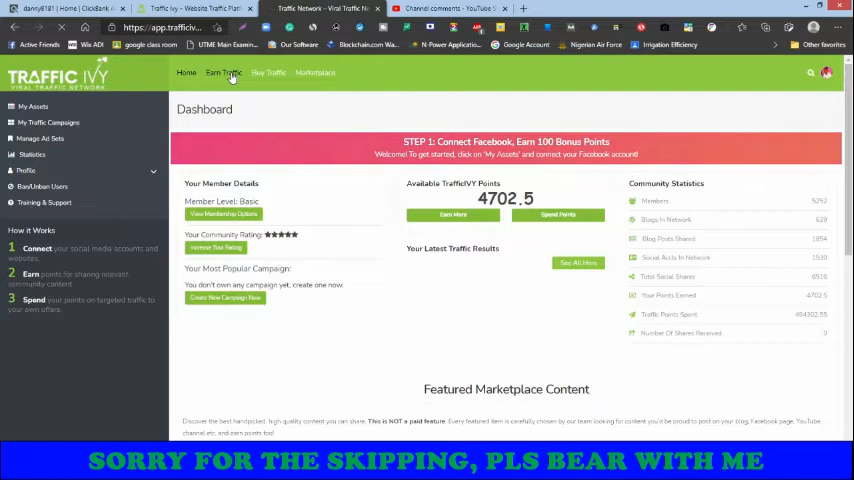 danny8181 | Home | ClickBank A
Traffic Ivy – Website Traffic Platf
Traffic Network – Viral Traffic Ne
Channel comments - YouTube S
https://app.trafficiv...
Active Friends
Wix ADI
google class room
UTME Main Examin...
Our Software
Blockchain.com Wa...
N-Power Application...
Google Account
Nigerian Air Force
Irrigation Efficiency
Other favorites
TRAFFIC IVY
VIRAL TRAFFIC NETWORK
Home
Earn Traffic
Buy Traffic
Marketplace
My Assets
My Traffic Campaigns
Manage Ad Sets
Statistics
Profile
Ban/Unban Users
Training & Support
How it Works
1 Connect your social media accounts and
websites.
2 Earn points for sharing relevant
community content
3 Spend your points on targeted traffic to
your own offers.
Dashboard
STEP 1: Connect Facebook, Earn 100 Bonus Points
Welcome! To get started, click on 'My Assets' and connect your Facebook account!
Your Member Details
Member Level: Basic
View Membership Options
Your Community Rating: ★★★★★
Increase Your Rating
Your Most Popular Campaign:
You don't own any campaign yet, create one now.
Create New Campaign Now
Available TrafficIVY Points
4702.5
Earn More
Spend Points
Your Latest Traffic Results
See All Here
Community Statistics
Members 5252
Blogs In Network 629
Blog Posts Shared 1854
Social Accts In Network 1930
Total Social Shares 6916
Your Points Earned 4702.5
Traffic Points Spent 494302.55
Number Of Shares Received 0
Featured Marketplace Content
Discover the best handpicked, high quality content you can share. This is NOT a paid feature. Every featured item is carefully chosen by our team looking for content you'd be proud to post on your blog, Facebook page, YouTube
channel etc, and earn points too!
SORRY FOR THE SKIPPING, PLS BEAR WITH ME